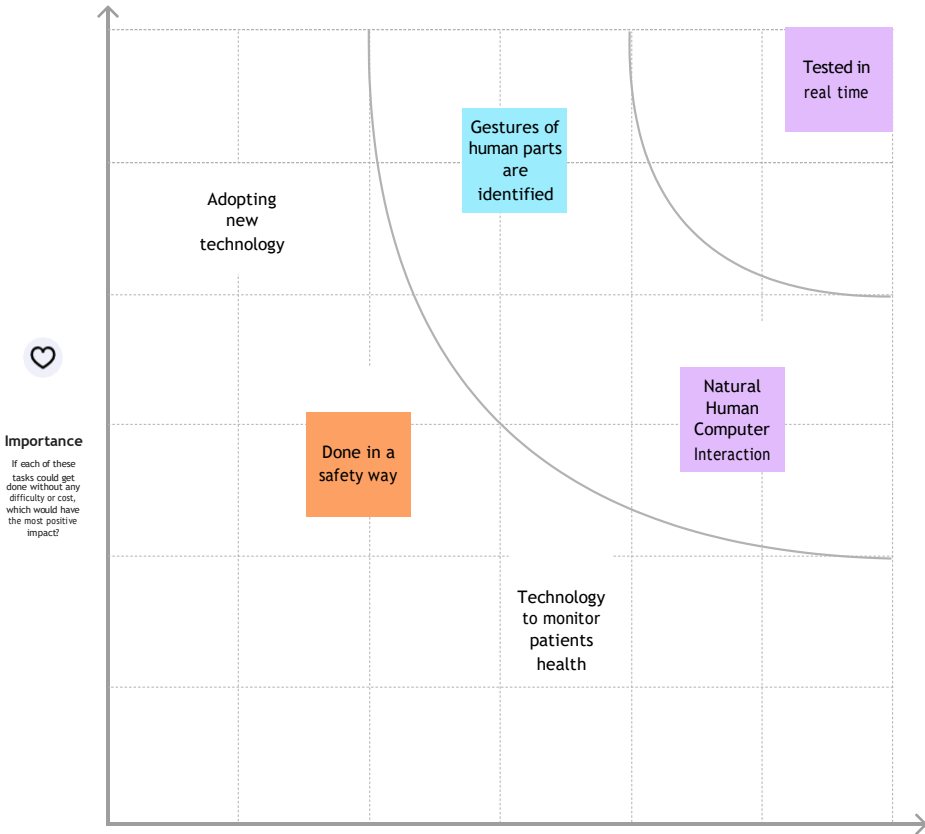 Tested in
real time
Gestures of
human parts
are
identified
Adopting
new
technology
Natural
Human
Computer
Interaction
Importance
If each of these
tasks could get
done without any
difficulty or cost,
which would have
the most positive
impact?
Done in a
safety way
Technology
to monitor
patients
health